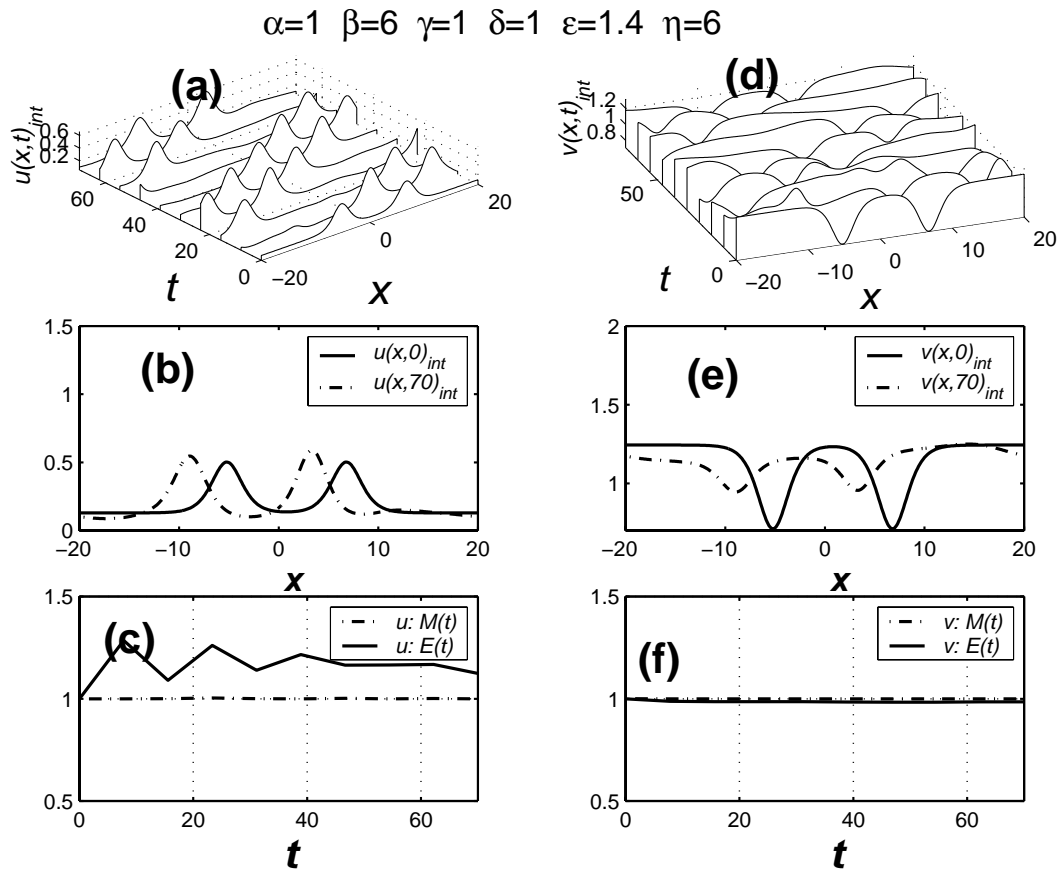 α=1 β=6 γ=1 δ=1 ε=1.4 η=6
(a)
u(x,t)int
0.6
0.4
0.2
60
40
20
0
t
−20
0
20
x
(d)
v(x,t)int
1.2
1
0.8
50
0
t
−20
−10
0
10
20
x
(b)
1.5
1
0.5
0
u(x,0)int
u(x,70)int
−20 −10 0 10 20
x
(e)
2
1.5
1
v(x,0)int
v(x,70)int
−20 −10 0 10 20
x
(c)
1.5
1
0.5
u: M(t)
u: E(t)
0 20 40 60
t
(f)
1.5
1
0.5
v: M(t)
v: E(t)
0 20 40 60
t